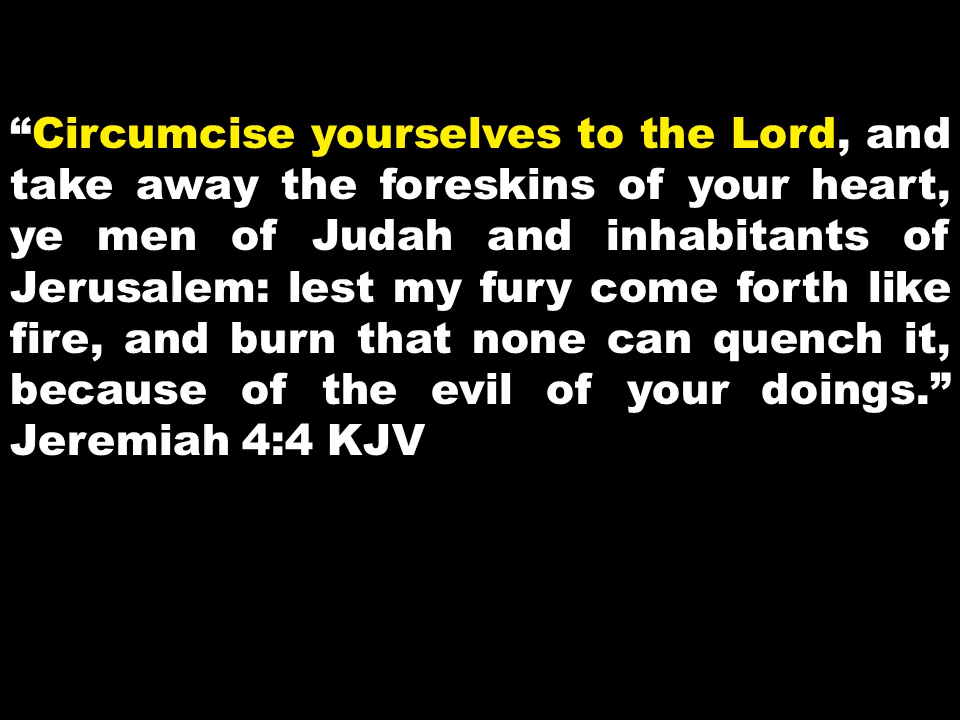 “Circumcise yourselves to the Lord, and
take away the foreskins of your heart,
ye men of Judah and inhabitants of
Jerusalem: lest my fury come forth like
fire, and burn that none can quench it,
because of the evil of your doings.”
Jeremiah 4:4 KJV